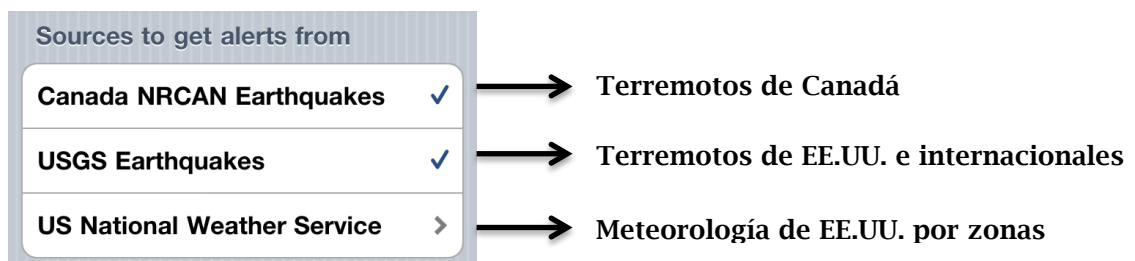 Sources to get alerts from
Canada NRCAN Earthquakes
Terremotos de Canadá
USGS Earthquakes
Terremotos de EE.UU. e internacionales
US National Weather Service
Meteorología de EE.UU. por zonas